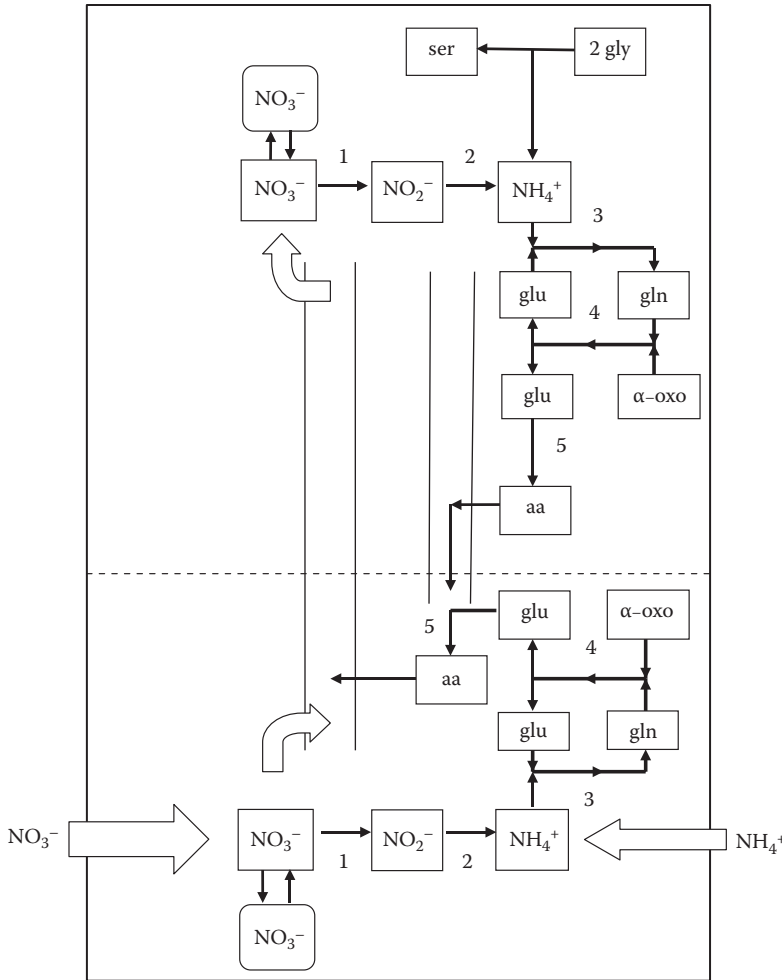 ser
2 gly
NO₃⁻
1
2
NO₃⁻
NO₂⁻
NH₄⁺
3
glu
gln
4
glu
α–oxo
5
aa
glu
α–oxo
5
4
aa
glu
gln
3
NO₃⁻
NO₃⁻
NO₂⁻
NH₄⁺
NH₄⁺
1
2
NO₃⁻